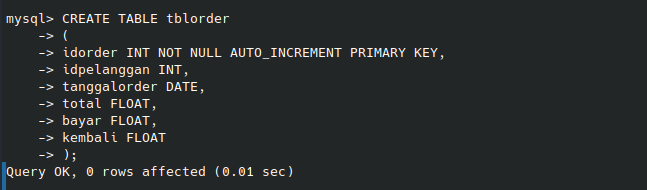 mysql> CREATE TABLE tblorder
    -> (
    -> idorder INT NOT NULL AUTO_INCREMENT PRIMARY KEY,
    -> idpelanggan INT,
    -> tanggalorder DATE,
    -> total FLOAT,
    -> bayar FLOAT,
    -> kembali FLOAT
    -> );
Query OK, 0 rows affected (0.01 sec)